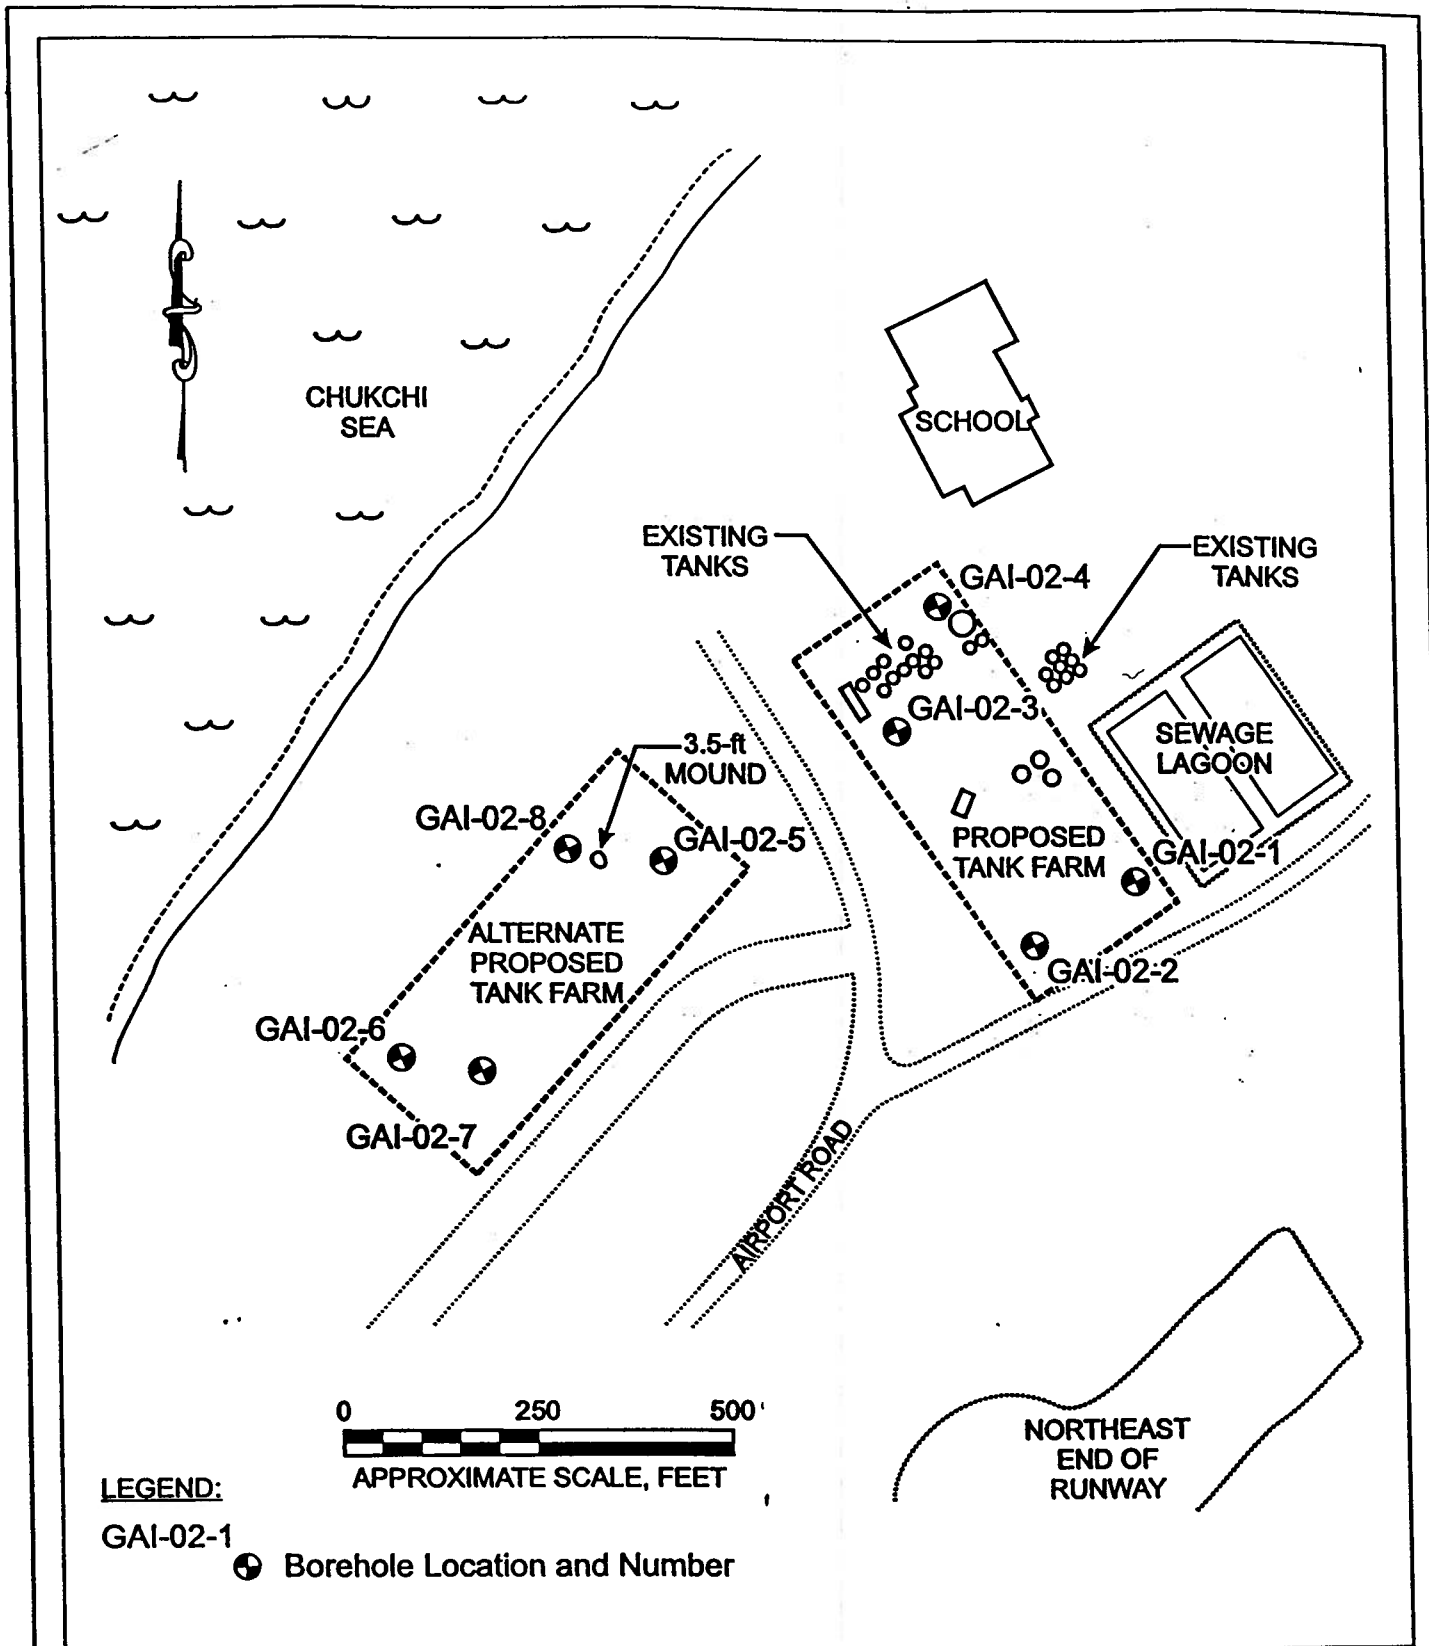 CHUKCHI
SEA
SCHOOL
EXISTING
TANKS
EXISTING
TANKS
GAI-02-4
GAI-02-3
SEWAGE
LAGOON
3.5-ft
MOUND
GAI-02-8
GAI-02-5
PROPOSED
TANK FARM
GAI-02-1
ALTERNATE
PROPOSED
TANK FARM
GAI-02-2
GAI-02-6
GAI-02-7
AIRPORT ROAD
0 250 500
APPROXIMATE SCALE, FEET
NORTHEAST
END OF
RUNWAY
LEGEND:
GAI-02-1
Borehole Location and Number